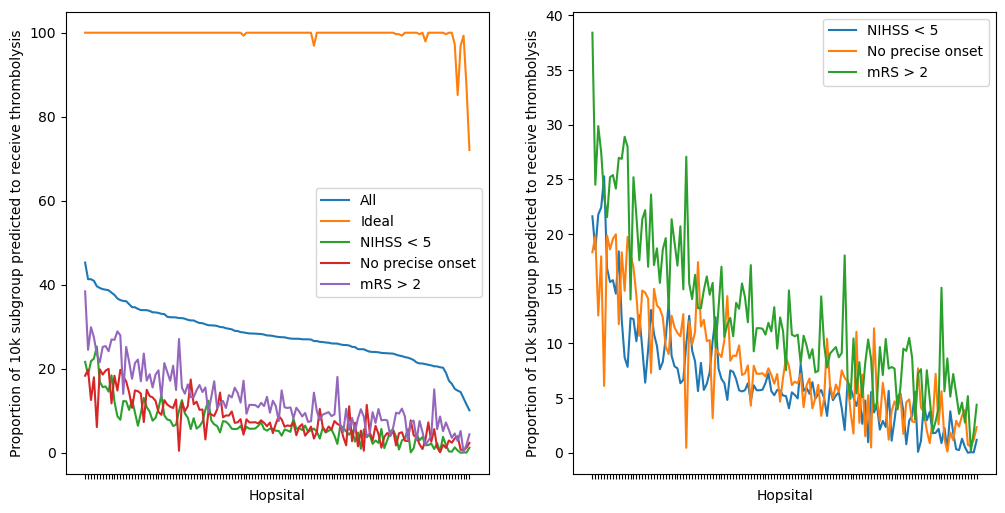 Proportion of 10k subgroup predicted to receive thrombolysis
100
80
60
40
20
0
All
Ideal
NIHSS < 5
No precise onset
mRS > 2
Hopsital
Proportion of 10k subgroup predicted to receive thrombolysis
40
35
30
25
20
15
10
5
0
NIHSS < 5
No precise onset
mRS > 2
Hopsital